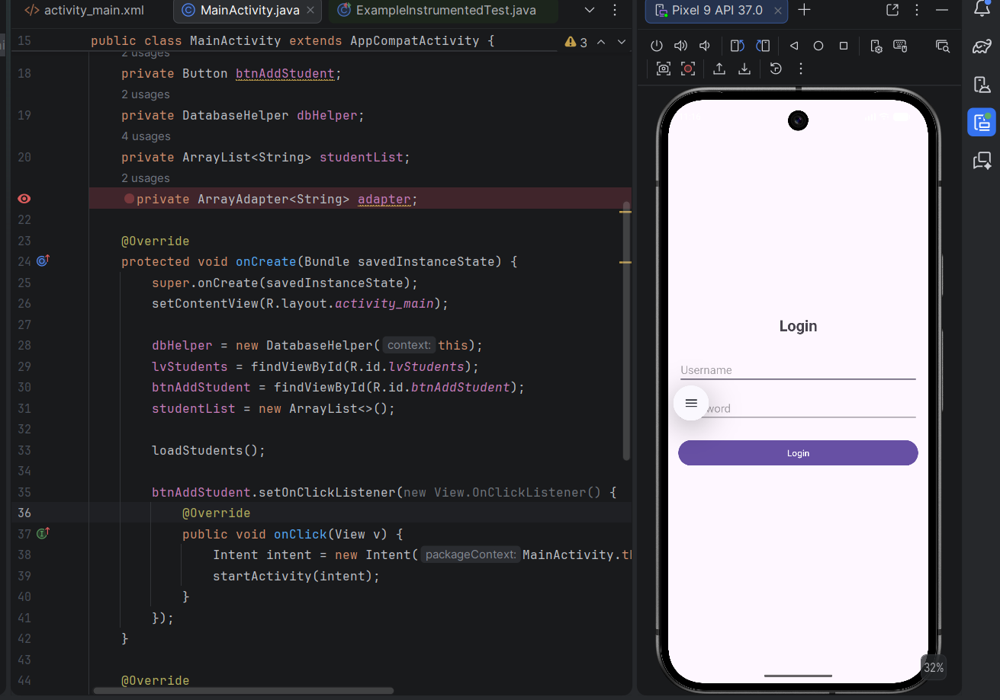 </> activity_main.xml
MainActivity.java
ExampleInstrumentedTest.java
15 public class MainActivity extends AppCompatActivity {
3
2 usages
18 private Button btnAddStudent;
2 usages
19 private DatabaseHelper dbHelper;
4 usages
20 private ArrayList<String> studentList;
2 usages
private ArrayAdapter<String> adapter;
22
23 @Override
24 protected void onCreate(Bundle savedInstanceState) {
25 super.onCreate(savedInstanceState);
26 setContentView(R.layout.activity_main);
27
28 dbHelper = new DatabaseHelper( context: this);
29 lvStudents = findViewById(R.id.lvStudents);
30 btnAddStudent = findViewById(R.id.btnAddStudent);
31 studentList = new ArrayList<>();
32
33 loadStudents();
34
35 btnAddStudent.setOnClickListener(new View.OnClickListener() {
36 @Override
37 public void onClick(View v) {
38 Intent intent = new Intent( packageContext: MainActivity.th
39 startActivity(intent);
40 }
41 });
42 }
43
44 @Override
Pixel 9 API 37.0
Login
Username
word
Login
32%